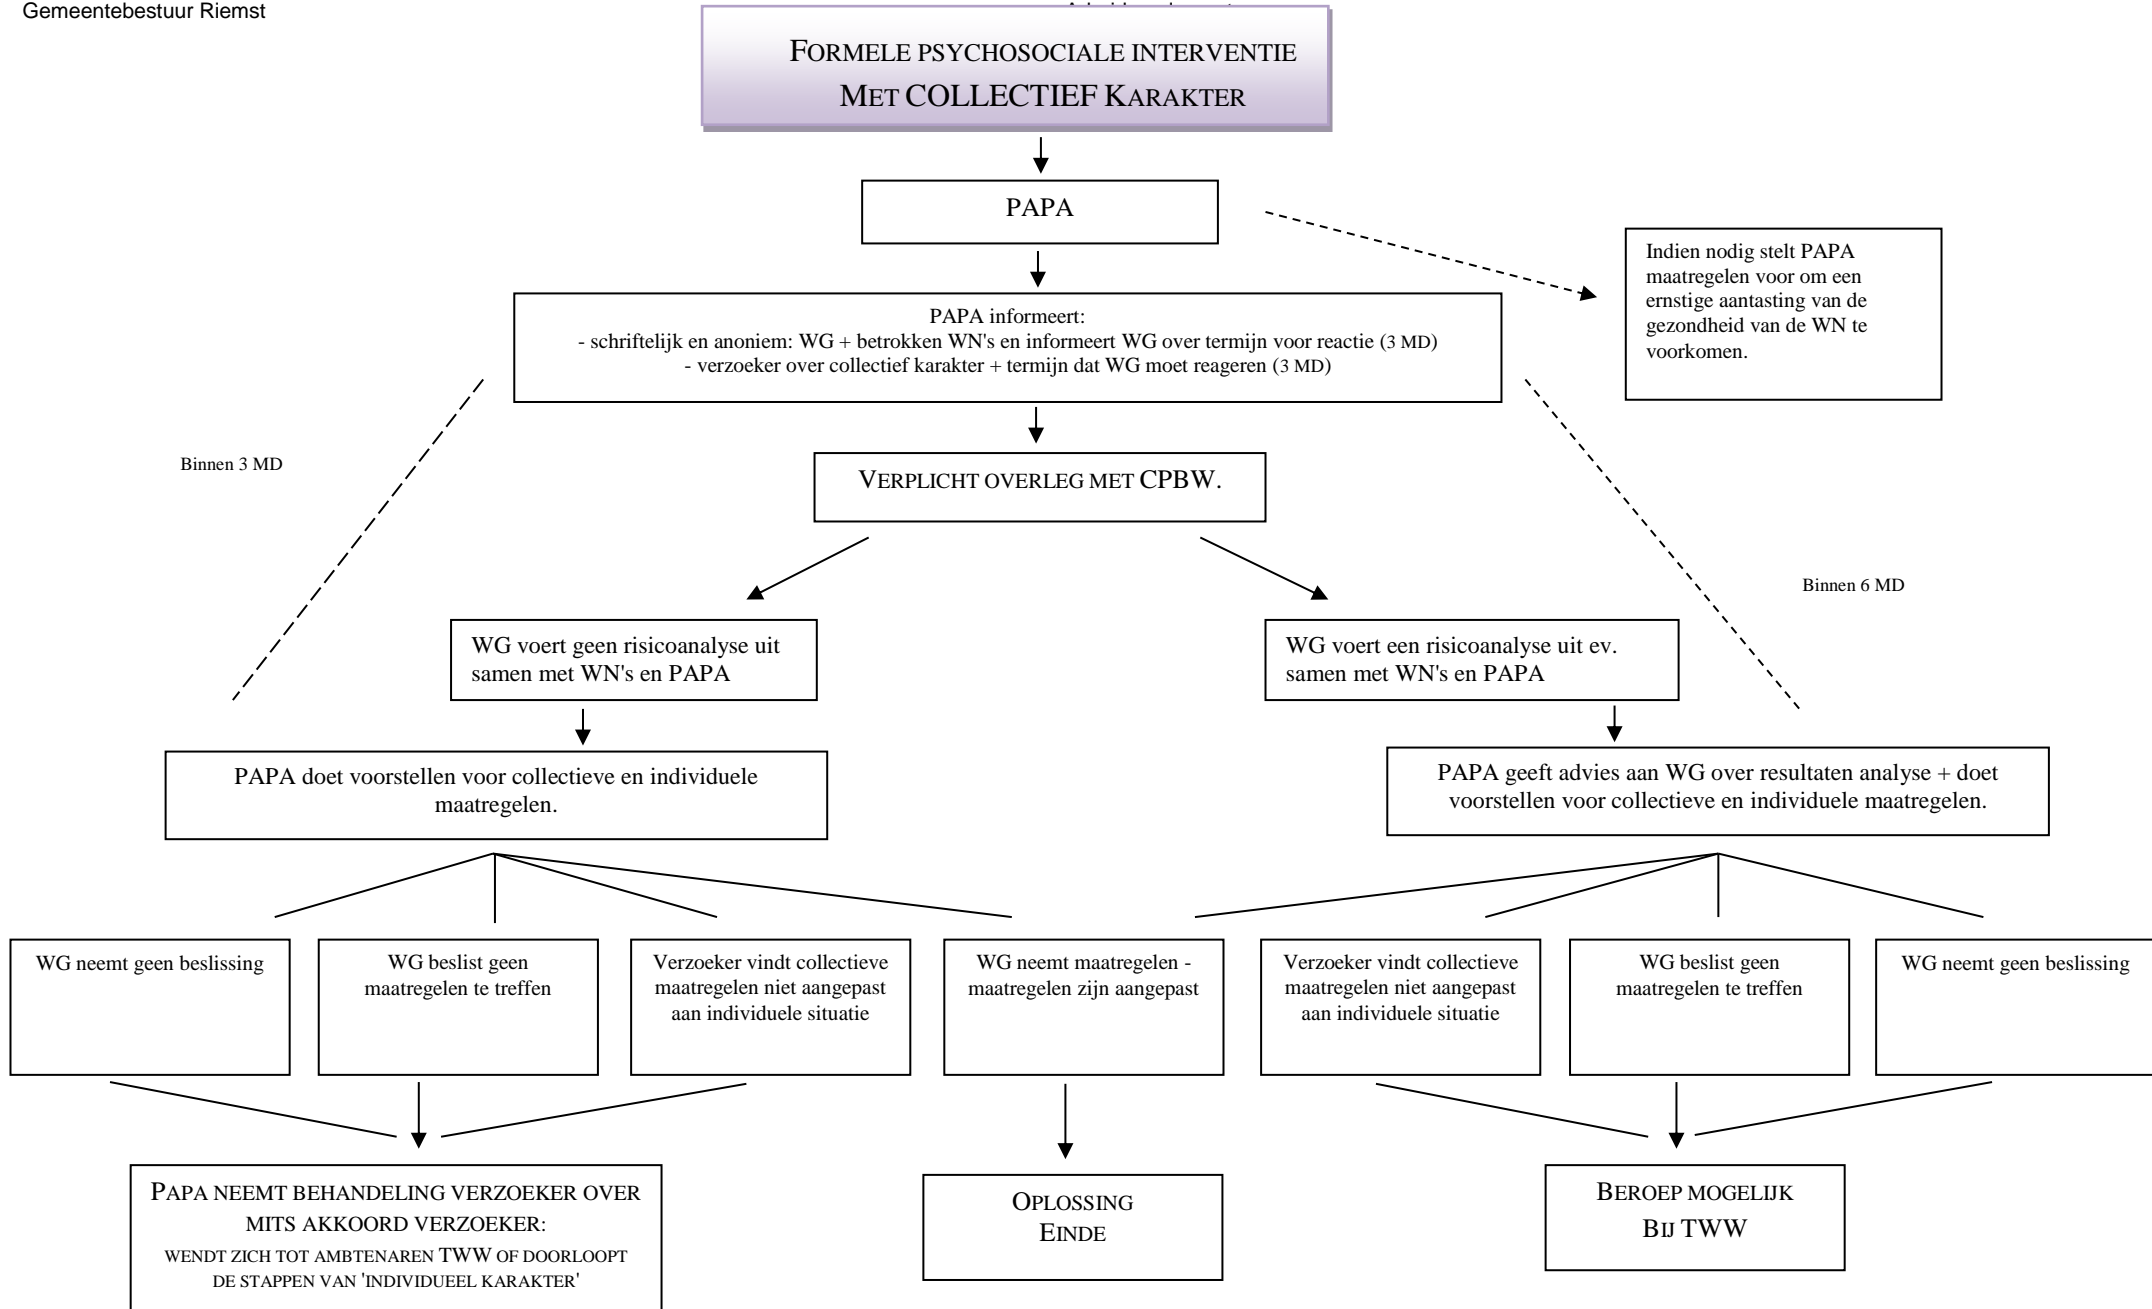 Gemeentebestuur Riemst
FORMELE PSYCHOSOCIALE INTERVENTIE
MET COLLECTIEF KARAKTER
PAPA
Indien nodig stelt PAPA
maatregelen voor om een
ernstige aantasting van de
gezondheid van de WN te
voorkomen.
PAPA informeert:
- schriftelijk en anoniem: WG + betrokken WN's en informeert WG over termijn voor reactie (3 MD)
- verzoeker over collectief karakter + termijn dat WG moet reageren (3 MD)
Binnen 3 MD
VERPLICHT OVERLEG MET CPBW.
Binnen 6 MD
WG voert geen risicoanalyse uit
samen met WN's en PAPA
WG voert een risicoanalyse uit ev.
samen met WN's en PAPA
PAPA doet voorstellen voor collectieve en individuele
maatregelen.
PAPA geeft advies aan WG over resultaten analyse + doet
voorstellen voor collectieve en individuele maatregelen.
WG neemt geen beslissing
WG beslist geen
maatregelen te treffen
Verzoeker vindt collectieve
maatregelen niet aangepast
aan individuele situatie
WG neemt maatregelen -
maatregelen zijn aangepast
Verzoeker vindt collectieve
maatregelen niet aangepast
aan individuele situatie
WG beslist geen
maatregelen te treffen
WG neemt geen beslissing
PAPA NEEMT BEHANDELING VERZOEKER OVER
MITS AKKOORD VERZOEKER:
WENDT ZICH TOT AMBTENAREN TWW OF DOORLOOPT
DE STAPPEN VAN 'INDIVIDUEEL KARAKTER'
OPLOSSING
EINDE
BEROEP MOGELIJK
BIJ TWW